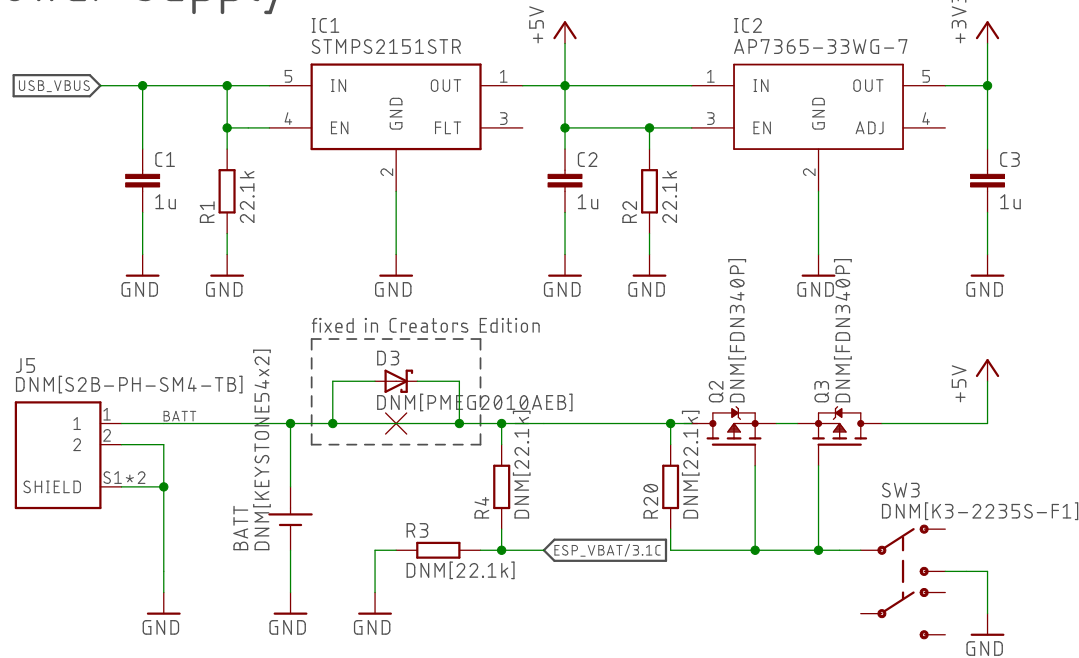 Power Supply
IC1
STMPS2151STR
+5V
IC2
AP7365-33WG-7
+3V3
USB_VBUS
5
IN
OUT
1
4
EN
GND
FLT
3
2
1
IN
OUT
5
3
EN
GND
ADJ
4
2
C1
1u
R1
22.1k
C2
1u
R2
22.1k
C3
1u
GND
GND
GND
GND
GND
GND
GND
fixed in Creators Edition
D3
DNM[PMEG2010AEB]
J5
DNM[S2B-PH-SM4-TB]
1
1
BATT
2
2
SHIELD
S1*2
BATT
DNM[KEYSTONE54x2]
R4
DNM[22.1k]
R20
DNM[22.1k]
Q2
DNM[FDN340P]
Q3
DNM[FDN340P]
+5V
R3
DNM[22.1k]
ESP_VBAT/3.1C
SW3
DNM[K3-2235S-F1]
GND
GND
GND
GND